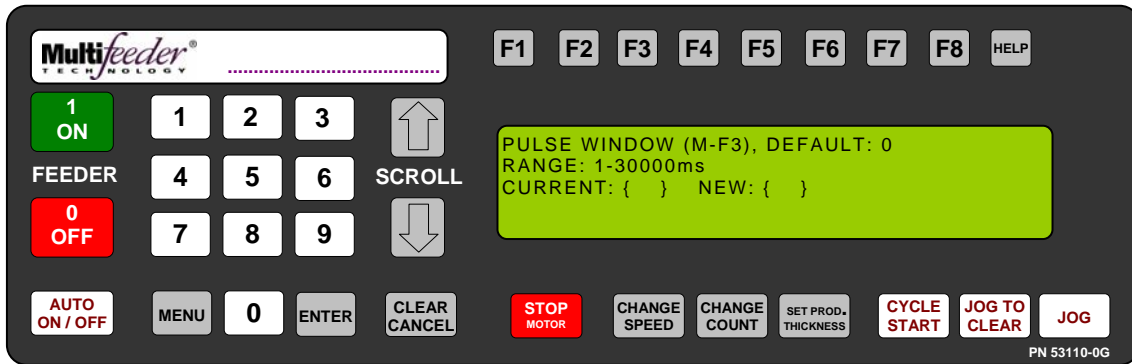 Multifeeder®
TECHNOLOGY
F1 F2 F3 F4 F5 F6 F7 F8 HELP
1
ON
FEEDER
0
OFF
1 2 3
4 5 6
7 8 9
SCROLL
PULSE WINDOW (M-F3), DEFAULT: 0
RANGE: 1-30000ms
CURRENT: { } NEW: { }
AUTO
ON / OFF
MENU
0
ENTER
CLEAR
CANCEL
STOP
MOTOR
CHANGE
SPEED
CHANGE
COUNT
SET PROD.
THICKNESS
CYCLE
START
JOG TO
CLEAR
JOG
PN 53110-0G